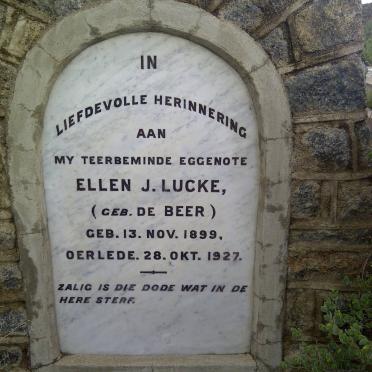 IN
LIEFDEVOLLE HERINNERING
AAN
MY TEERBEMINDE EGGENOTE
ELLEN J. LUCKE,
(GEB. DE BEER)
GEB. 13. NOV. 1899,
OERLEDE. 28. OKT. 1927.
ZALIG IS DIE DODE WAT IN DE
HERE STERF.